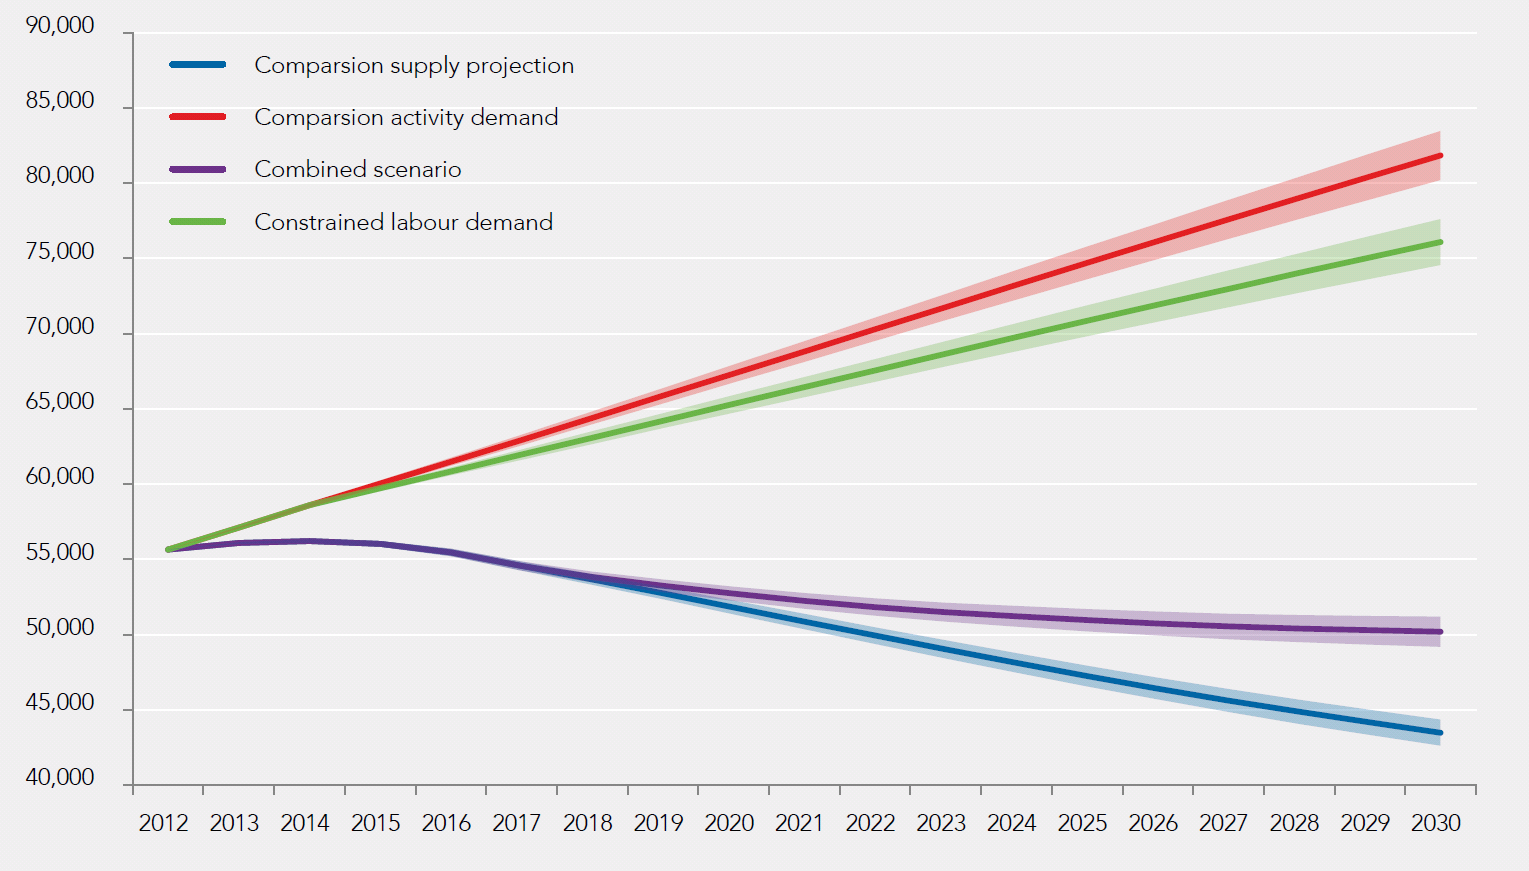 90,000
85,000
80,000
75,000
70,000
65,000
60,000
55,000
50,000
45,000
40,000
Comparsion supply projection
Comparsion activity demand
Combined scenario
Constrained labour demand
2012 2013 2014 2015 2016 2017 2018 2019 2020 2021 2022 2023 2024 2025 2026 2027 2028 2029 2030